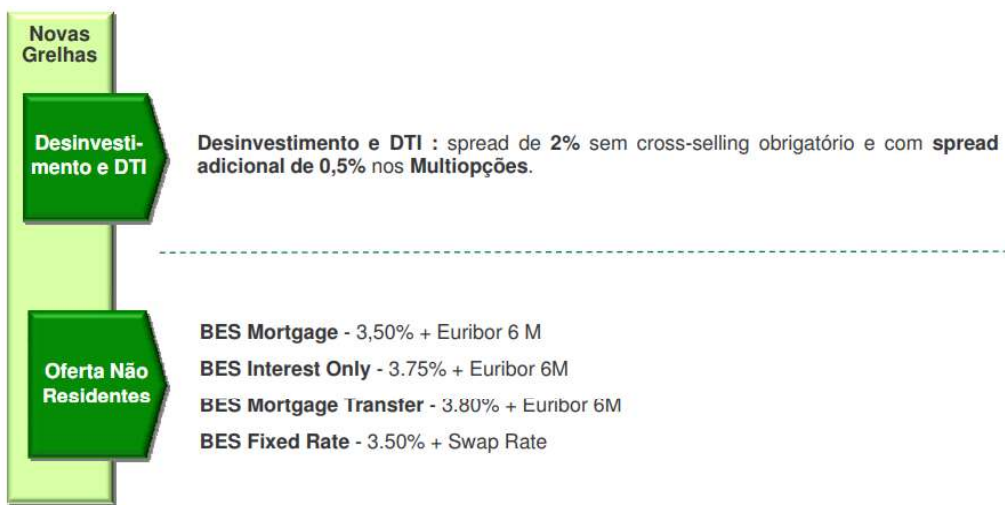 Novas
Grelhas
Desinvesti-
mento e DTI
Desinvestimento e DTI : spread de 2% sem cross-selling obrigatório e com spread
adicional de 0,5% nos Multiopções.
Oferta Não
Residentes
BES Mortgage - 3,50% + Euribor 6 M
BES Interest Only - 3.75% + Euribor 6M
BES Mortgage Transfer - 3.80% + Euribor 6M
BES Fixed Rate - 3.50% + Swap Rate